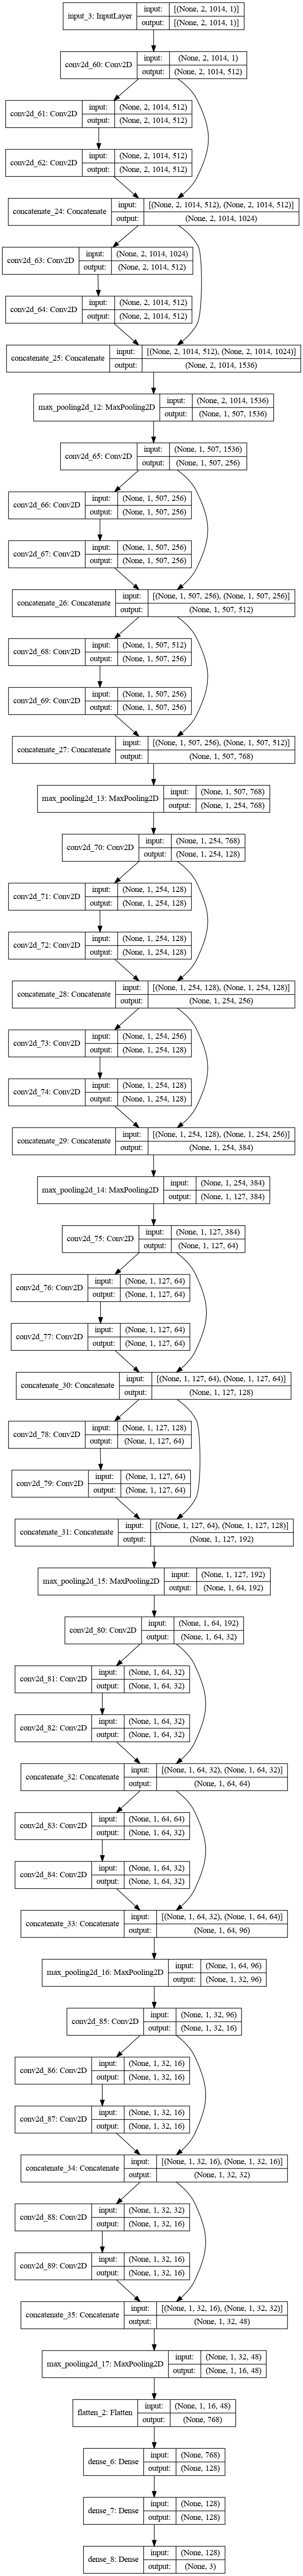 input_3: InputLayer input: [(None, 2, 1014, 1)]
output: [(None, 2, 1014, 1)]
conv2d_60: Conv2D input: (None, 2, 1014, 1)
output: (None, 2, 1014, 512)
conv2d_61: Conv2D input: (None, 2, 1014, 512)
output: (None, 2, 1014, 512)
conv2d_62: Conv2D input: (None, 2, 1014, 512)
output: (None, 2, 1014, 512)
concatenate_24: Concatenate input: [(None, 2, 1014, 512), (None, 2, 1014, 512)]
output: (None, 2, 1014, 1024)
conv2d_63: Conv2D input: (None, 2, 1014, 1024)
output: (None, 2, 1014, 512)
conv2d_64: Conv2D input: (None, 2, 1014, 512)
output: (None, 2, 1014, 512)
concatenate_25: Concatenate input: [(None, 2, 1014, 512), (None, 2, 1014, 1024)]
output: (None, 2, 1014, 1536)
max_pooling2d_12: MaxPooling2D input: (None, 2, 1014, 1536)
output: (None, 1, 507, 1536)
conv2d_65: Conv2D input: (None, 1, 507, 1536)
output: (None, 1, 507, 256)
conv2d_66: Conv2D input: (None, 1, 507, 256)
output: (None, 1, 507, 256)
conv2d_67: Conv2D input: (None, 1, 507, 256)
output: (None, 1, 507, 256)
concatenate_26: Concatenate input: [(None, 1, 507, 256), (None, 1, 507, 256)]
output: (None, 1, 507, 512)
conv2d_68: Conv2D input: (None, 1, 507, 512)
output: (None, 1, 507, 256)
conv2d_69: Conv2D input: (None, 1, 507, 256)
output: (None, 1, 507, 256)
concatenate_27: Concatenate input: [(None, 1, 507, 256), (None, 1, 507, 512)]
output: (None, 1, 507, 768)
max_pooling2d_13: MaxPooling2D input: (None, 1, 507, 768)
output: (None, 1, 254, 768)
conv2d_70: Conv2D input: (None, 1, 254, 768)
output: (None, 1, 254, 128)
conv2d_71: Conv2D input: (None, 1, 254, 128)
output: (None, 1, 254, 128)
conv2d_72: Conv2D input: (None, 1, 254, 128)
output: (None, 1, 254, 128)
concatenate_28: Concatenate input: [(None, 1, 254, 128), (None, 1, 254, 128)]
output: (None, 1, 254, 256)
conv2d_73: Conv2D input: (None, 1, 254, 256)
output: (None, 1, 254, 128)
conv2d_74: Conv2D input: (None, 1, 254, 128)
output: (None, 1, 254, 128)
concatenate_29: Concatenate input: [(None, 1, 254, 128), (None, 1, 254, 256)]
output: (None, 1, 254, 384)
max_pooling2d_14: MaxPooling2D input: (None, 1, 254, 384)
output: (None, 1, 127, 384)
conv2d_75: Conv2D input: (None, 1, 127, 384)
output: (None, 1, 127, 64)
conv2d_76: Conv2D input: (None, 1, 127, 64)
output: (None, 1, 127, 64)
conv2d_77: Conv2D input: (None, 1, 127, 64)
output: (None, 1, 127, 64)
concatenate_30: Concatenate input: [(None, 1, 127, 64), (None, 1, 127, 64)]
output: (None, 1, 127, 128)
conv2d_78: Conv2D input: (None, 1, 127, 128)
output: (None, 1, 127, 64)
conv2d_79: Conv2D input: (None, 1, 127, 64)
output: (None, 1, 127, 64)
concatenate_31: Concatenate input: [(None, 1, 127, 64), (None, 1, 127, 128)]
output: (None, 1, 127, 192)
max_pooling2d_15: MaxPooling2D input: (None, 1, 127, 192)
output: (None, 1, 64, 192)
conv2d_80: Conv2D input: (None, 1, 64, 192)
output: (None, 1, 64, 32)
conv2d_81: Conv2D input: (None, 1, 64, 32)
output: (None, 1, 64, 32)
conv2d_82: Conv2D input: (None, 1, 64, 32)
output: (None, 1, 64, 32)
concatenate_32: Concatenate input: [(None, 1, 64, 32), (None, 1, 64, 32)]
output: (None, 1, 64, 64)
conv2d_83: Conv2D input: (None, 1, 64, 64)
output: (None, 1, 64, 32)
conv2d_84: Conv2D input: (None, 1, 64, 32)
output: (None, 1, 64, 32)
concatenate_33: Concatenate input: [(None, 1, 64, 32), (None, 1, 64, 64)]
output: (None, 1, 64, 96)
max_pooling2d_16: MaxPooling2D input: (None, 1, 64, 96)
output: (None, 1, 32, 96)
conv2d_85: Conv2D input: (None, 1, 32, 96)
output: (None, 1, 32, 16)
conv2d_86: Conv2D input: (None, 1, 32, 16)
output: (None, 1, 32, 16)
conv2d_87: Conv2D input: (None, 1, 32, 16)
output: (None, 1, 32, 16)
concatenate_34: Concatenate input: [(None, 1, 32, 16), (None, 1, 32, 16)]
output: (None, 1, 32, 32)
conv2d_88: Conv2D input: (None, 1, 32, 32)
output: (None, 1, 32, 16)
conv2d_89: Conv2D input: (None, 1, 32, 16)
output: (None, 1, 32, 16)
concatenate_35: Concatenate input: [(None, 1, 32, 16), (None, 1, 32, 32)]
output: (None, 1, 32, 48)
max_pooling2d_17: MaxPooling2D input: (None, 1, 32, 48)
output: (None, 1, 16, 48)
flatten_2: Flatten input: (None, 1, 16, 48)
output: (None, 768)
dense_6: Dense input: (None, 768)
output: (None, 128)
dense_7: Dense input: (None, 128)
output: (None, 128)
dense_8: Dense input: (None, 128)
output: (None, 3)